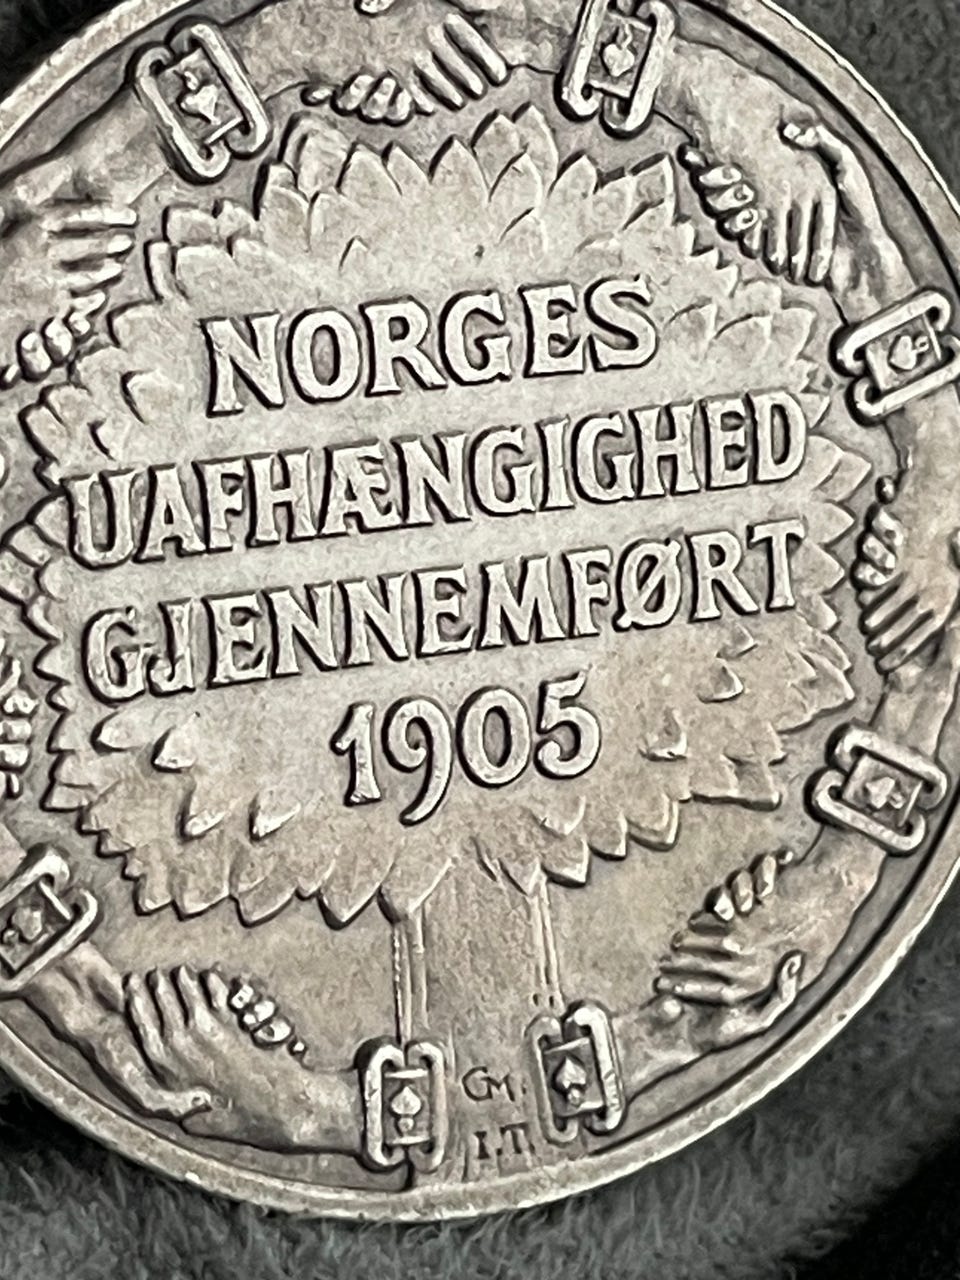 NORGES
UAFHÆNGIGHED
GJENNEMFØRT
1905
GM.
I.T.